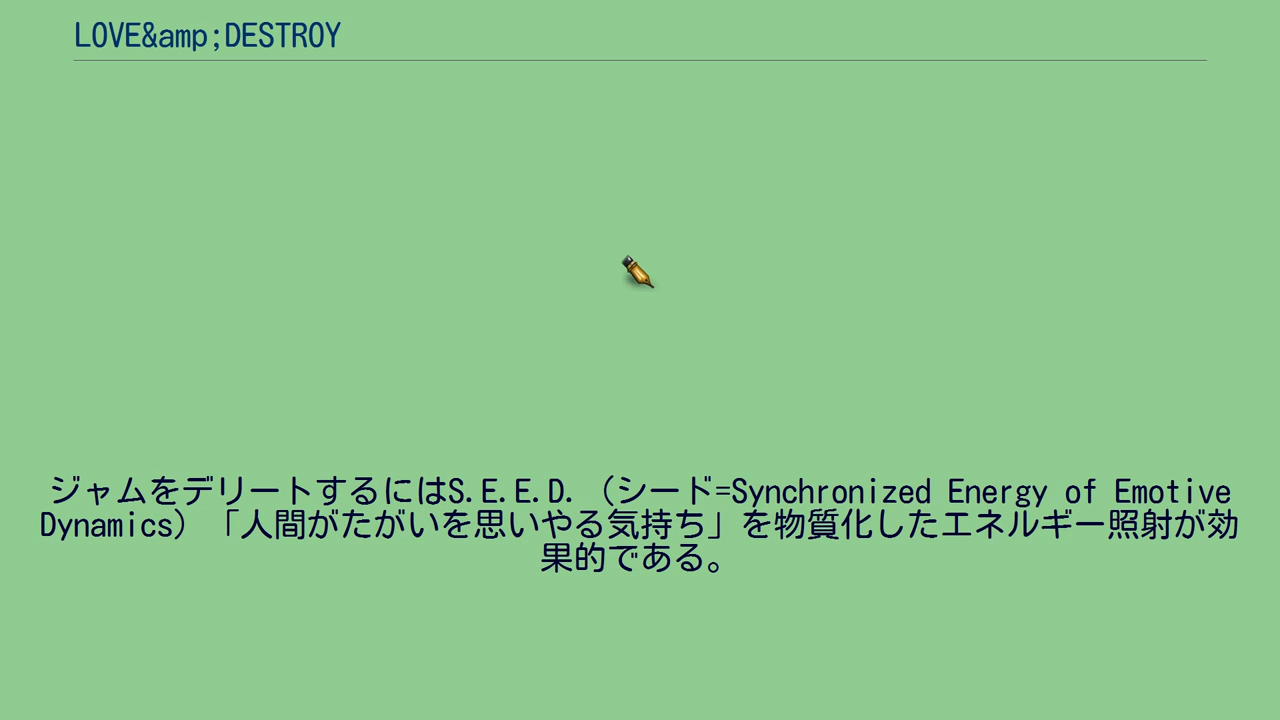 LOVE&amp;DESTROY
ジャムをデリートするにはS.E.E.D.（シード=Synchronized Energy of Emotive
Dynamics）「人間がたがいを思いやる気持ち」を物質化したエネルギー照射が効
果的である。